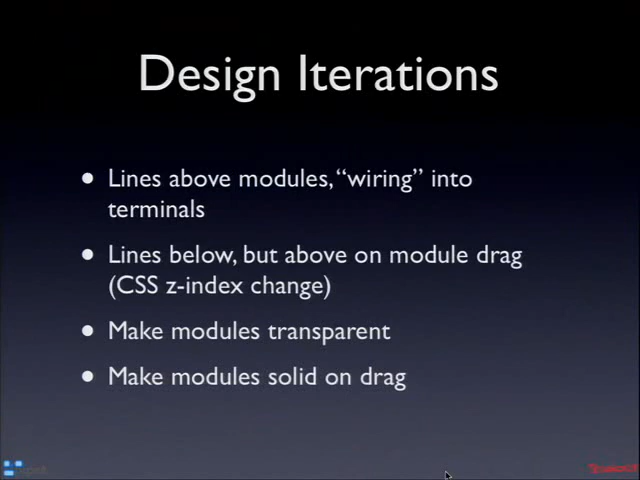 Design Iterations
• Lines above modules, “wiring” into
terminals
• Lines below, but above on module drag
(CSS z-index change)
• Make modules transparent
• Make modules solid on drag
YAHOO!